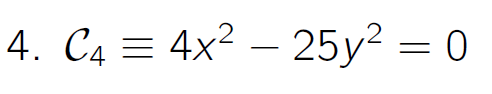 4. 𝒞₄ ≡ 4x² − 25y² = 0